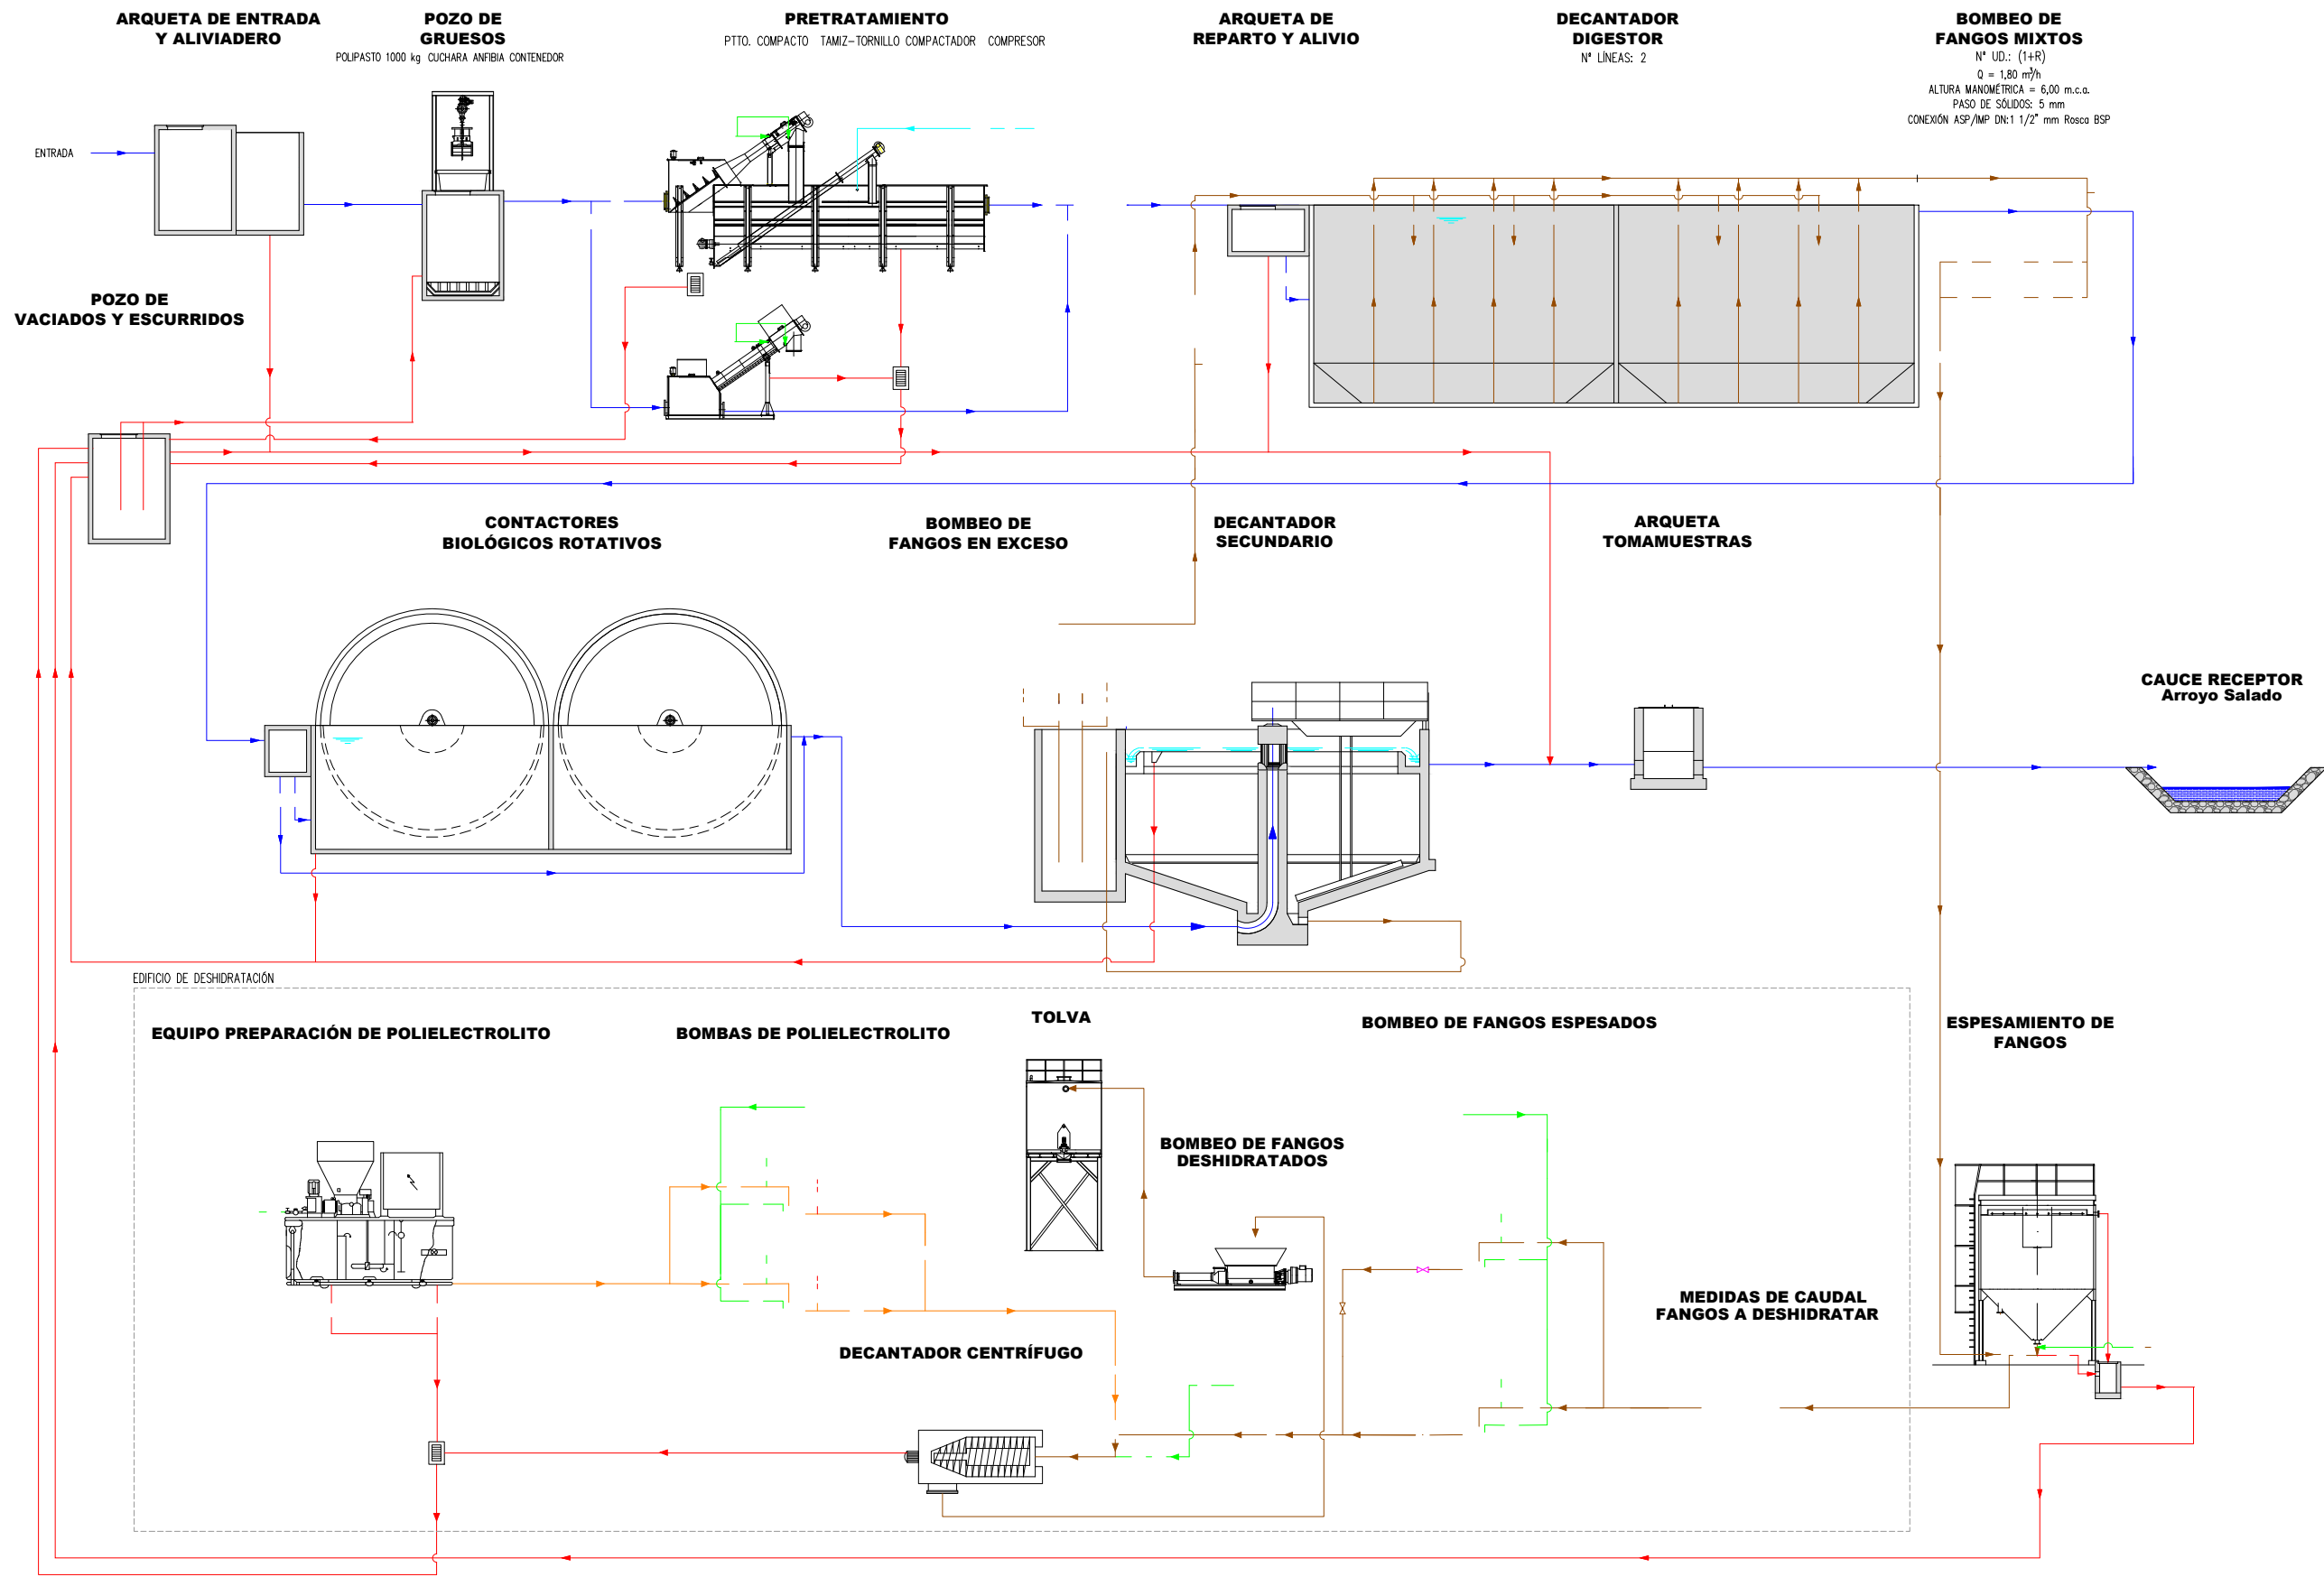 ARQUETA DE ENTRADA
Y ALIVIADERO
POZO DE
GRUESOS
POLIPASTO 1000 kg CUCHARA ANFIBIA CONTENEDOR
PRETRATAMIENTO
PTTO. COMPACTO TAMIZ-TORNILLO COMPACTADOR COMPRESOR
ARQUETA DE
REPARTO Y ALIVIO
DECANTADOR
DIGESTOR
Nº LÍNEAS: 2
BOMBEO DE
FANGOS MIXTOS
Nº UD.: (1+R)
Q = 1,80 m³/h
ALTURA MANOMÉTRICA = 6,00 m.c.a.
PASO DE SÓLIDOS: 5 mm
CONEXIÓN ASP/IMP DN:1 1/2" mm Rosca BSP
ENTRADA
POZO DE
VACIADOS Y ESCURRIDOS
CONTACTORES
BIOLÓGICOS ROTATIVOS
BOMBEO DE
FANGOS EN EXCESO
DECANTADOR
SECUNDARIO
ARQUETA
TOMAMUESTRAS
CAUCE RECEPTOR
Arroyo Salado
EDIFICIO DE DESHIDRATACIÓN
EQUIPO PREPARACIÓN DE POLIELECTROLITO
BOMBAS DE POLIELECTROLITO
TOLVA
BOMBEO DE FANGOS ESPESADOS
ESPESAMIENTO DE
FANGOS
BOMBEO DE FANGOS
DESHIDRATADOS
MEDIDAS DE CAUDAL
FANGOS A DESHIDRATAR
DECANTADOR CENTRÍFUGO